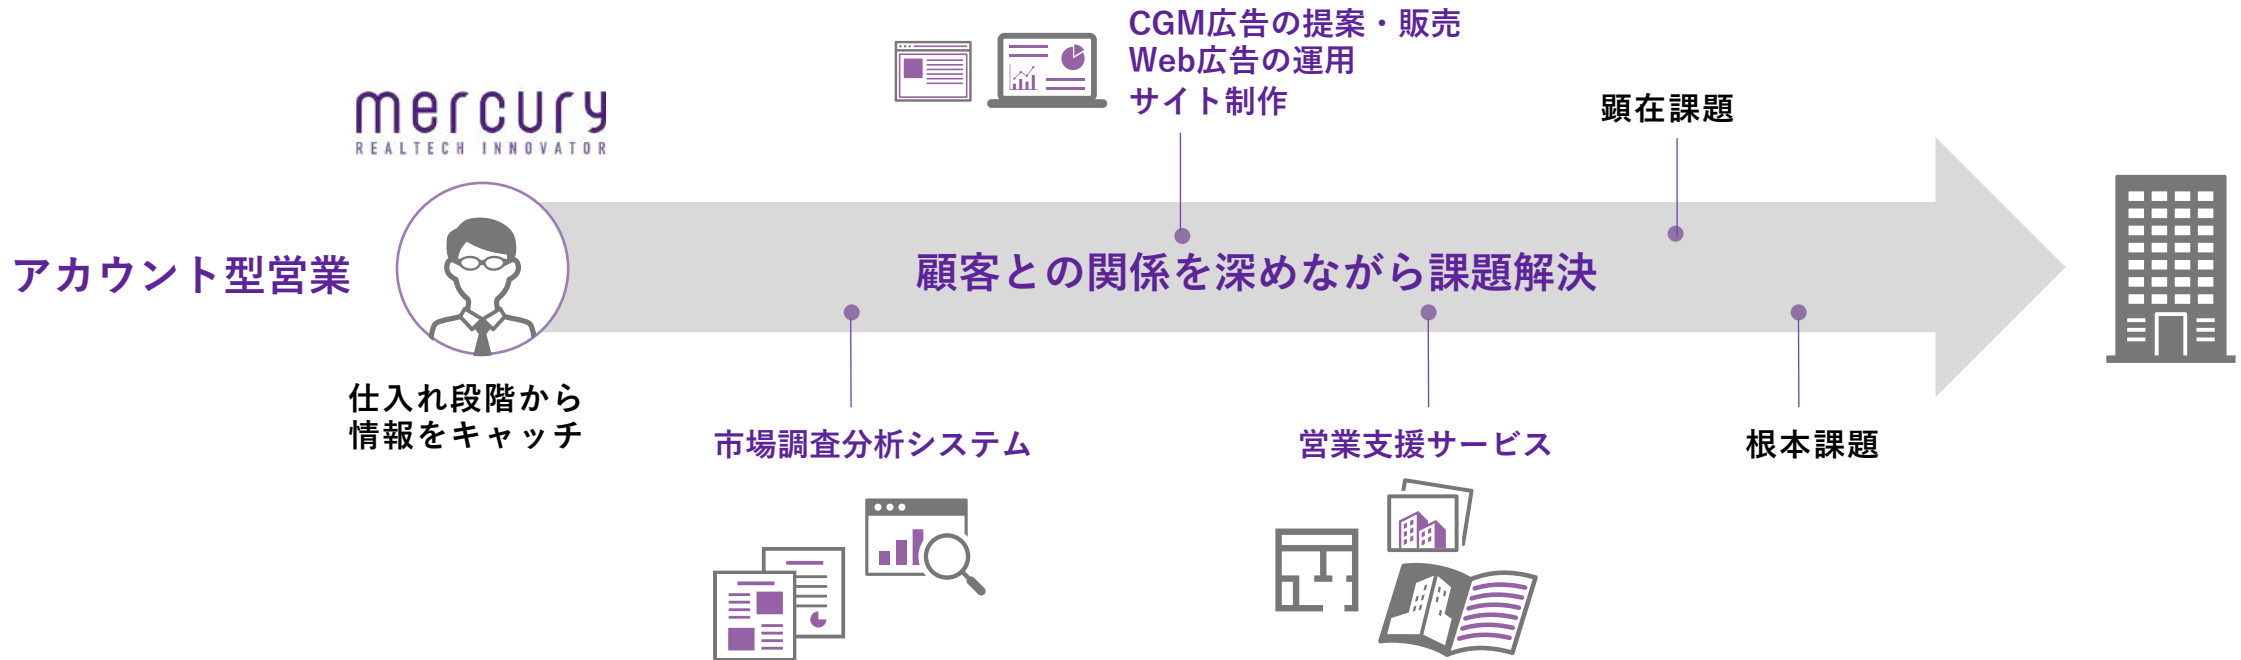 CGM広告の提案・販売
Web広告の運用
サイト制作
mercury
REALTECH INNOVATOR
顕在課題
アカウント型営業
顧客との関係を深めながら課題解決
仕入れ段階から
情報をキャッチ
市場調査分析システム
営業支援サービス
根本課題